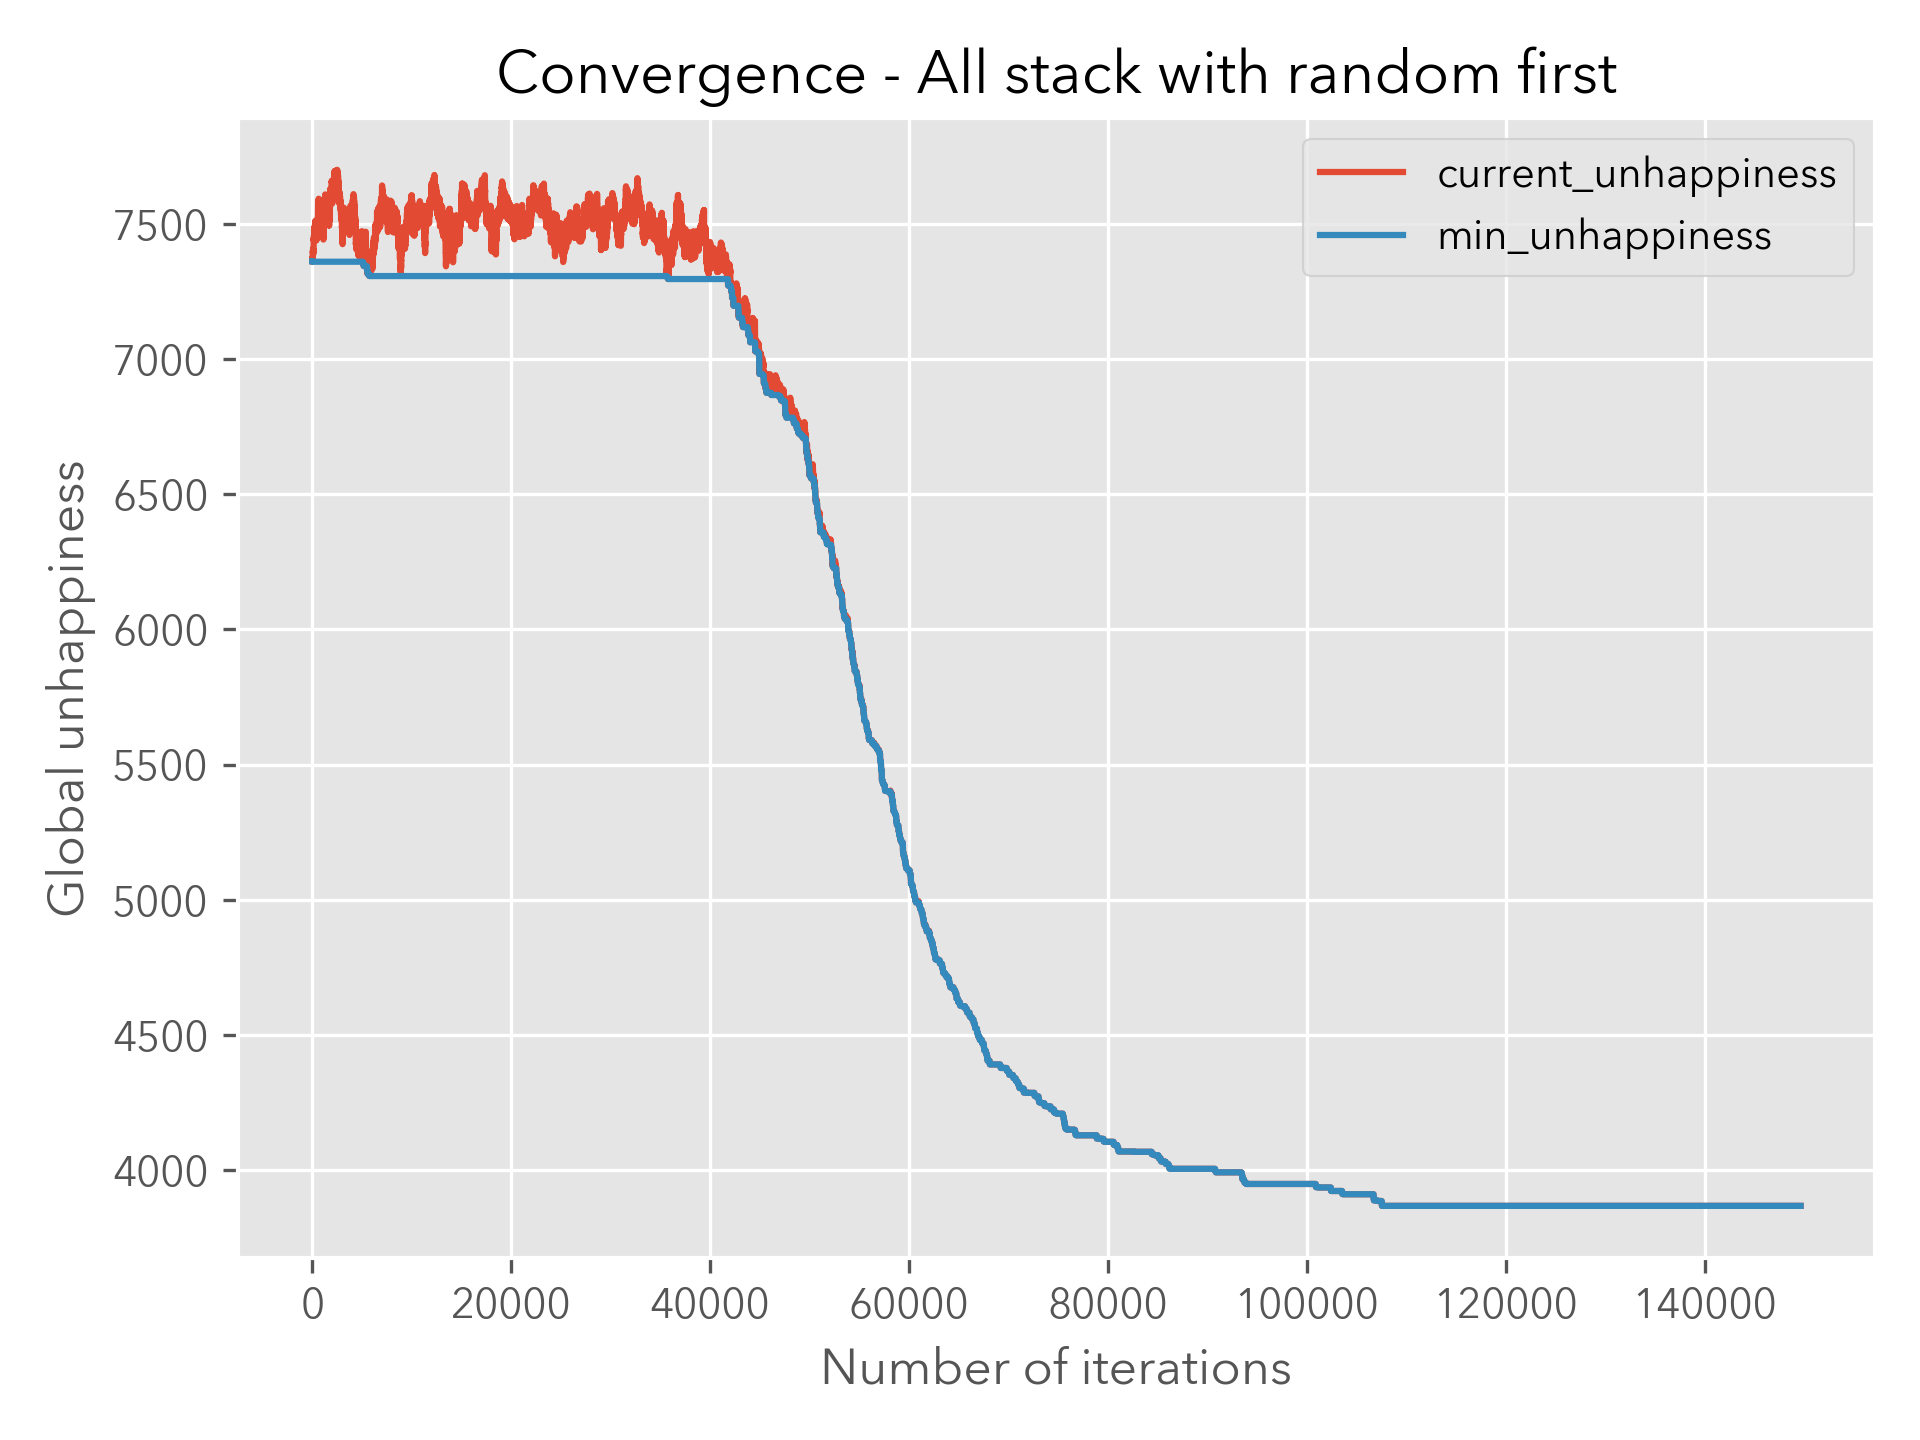 Convergence - All stack with random first
current_unhappiness
min_unhappiness
Global unhappiness
7500
7000
6500
6000
5500
5000
4500
4000
0 20000 40000 60000 80000 100000 120000 140000
Number of iterations